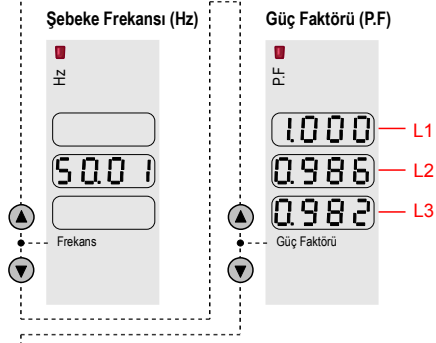 Şebeke Frekansı (Hz)
Hz
50.01
Frekans
Güç Faktörü (P.F)
P.F
1.000 L1
0.986 L2
0.982 L3
Güç Faktörü